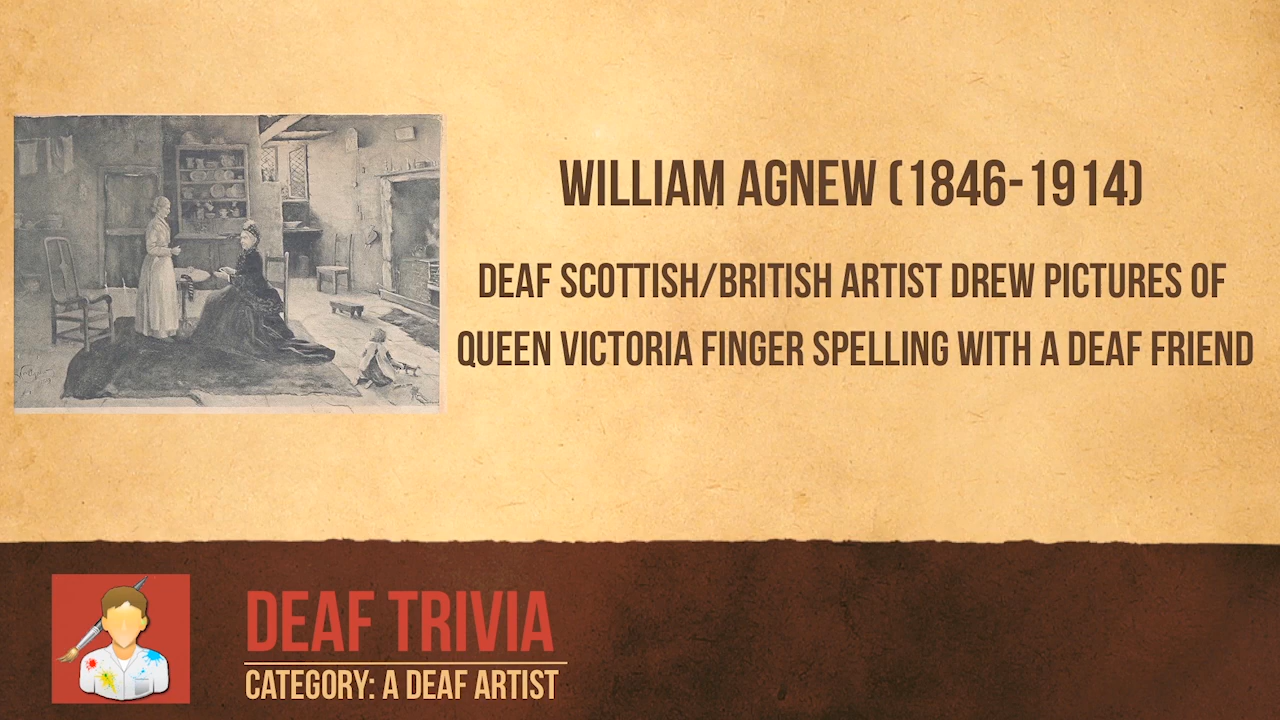 WILLIAM AGNEW (1846-1914)
DEAF SCOTTISH/BRITISH ARTIST DREW PICTURES OF
QUEEN VICTORIA FINGER SPELLING WITH A DEAF FRIEND
DEAF TRIVIA
CATEGORY: A DEAF ARTIST